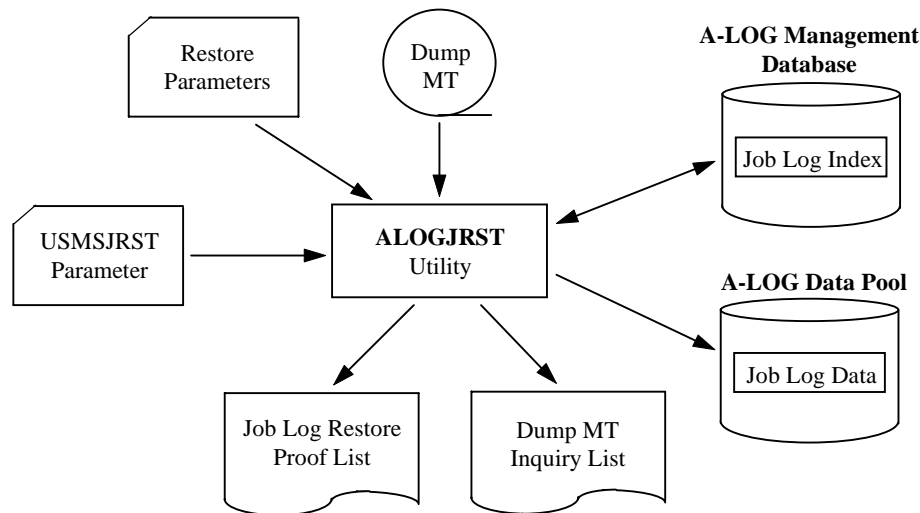 Restore
Parameters
Dump
MT
A-LOG Management
Database
Job Log Index
USMSJRST
Parameter
ALOGJRST
Utility
A-LOG Data Pool
Job Log Data
Job Log Restore
Proof List
Dump MT
Inquiry List